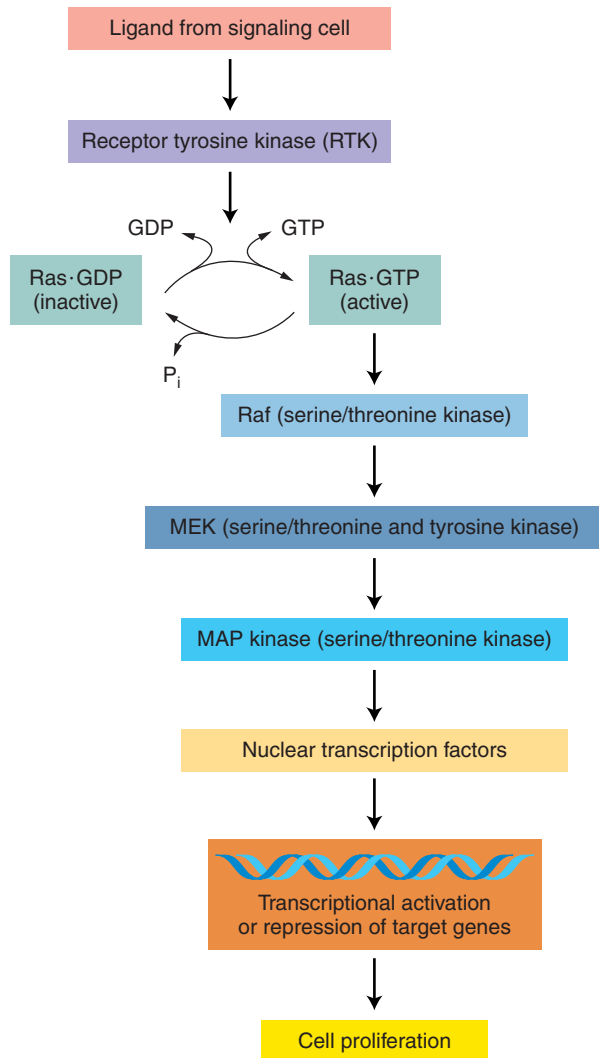 Ligand from signaling cell
Receptor tyrosine kinase (RTK)
GDP
GTP
Ras·GDP
(inactive)
Ras·GTP
(active)
Pi
Raf (serine/threonine kinase)
MEK (serine/threonine and tyrosine kinase)
MAP kinase (serine/threonine kinase)
Nuclear transcription factors
Transcriptional activation
or repression of target genes
Cell proliferation